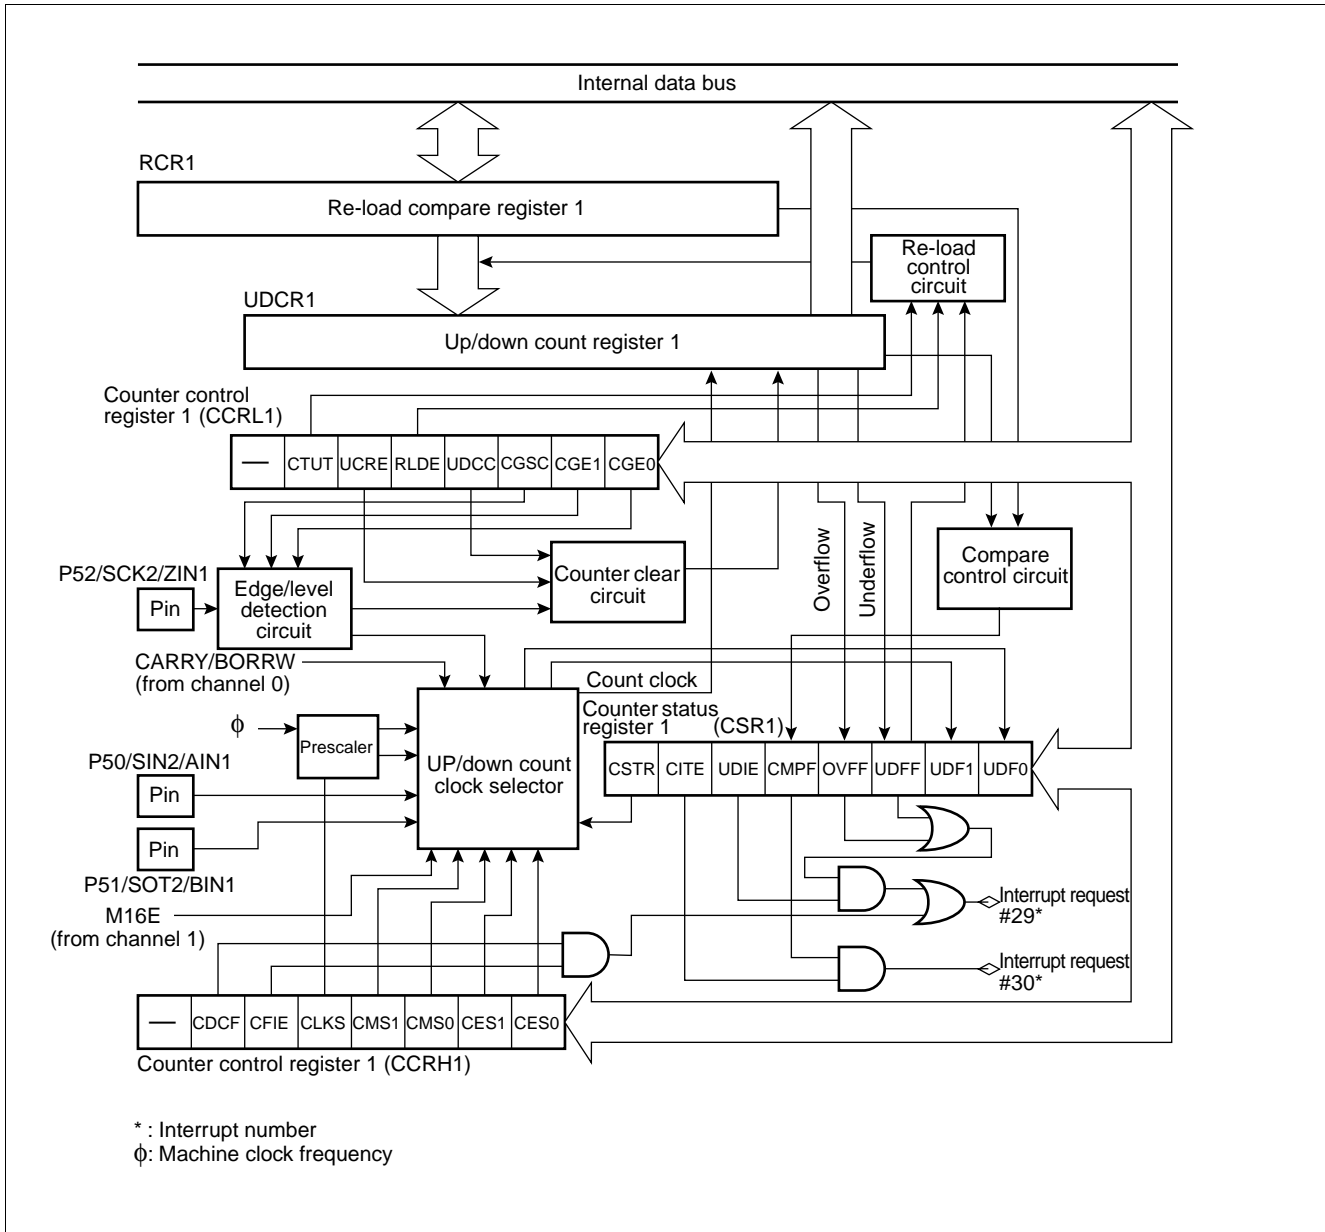 Internal data bus
RCR1
Re-load compare register 1
Re-load
control
circuit
UDCR1
Up/down count register 1
Counter control
register 1 (CCRL1)
— CTUT UCRE RLDE UDCC CGSC CGE1 CGE0
Overflow
Underflow
Compare
control circuit
P52/SCK2/ZIN1
Pin
Edge/level
detection
circuit
Counter clear
circuit
CARRY/BORRW
(from channel 0)
Count clock
Counter status
register 1 (CSR1)
ϕ
Prescaler
UP/down count
clock selector
CSTR CITE UDIE CMPF OVFF UDFF UDF1 UDF0
P50/SIN2/AIN1
Pin
Pin
P51/SOT2/BIN1
M16E
(from channel 1)
Interrupt request
#29*
Interrupt request
#30*
— CDCF CFIE CLKS CMS1 CMS0 CES1 CES0
Counter control register 1 (CCRH1)
* : Interrupt number
ϕ: Machine clock frequency